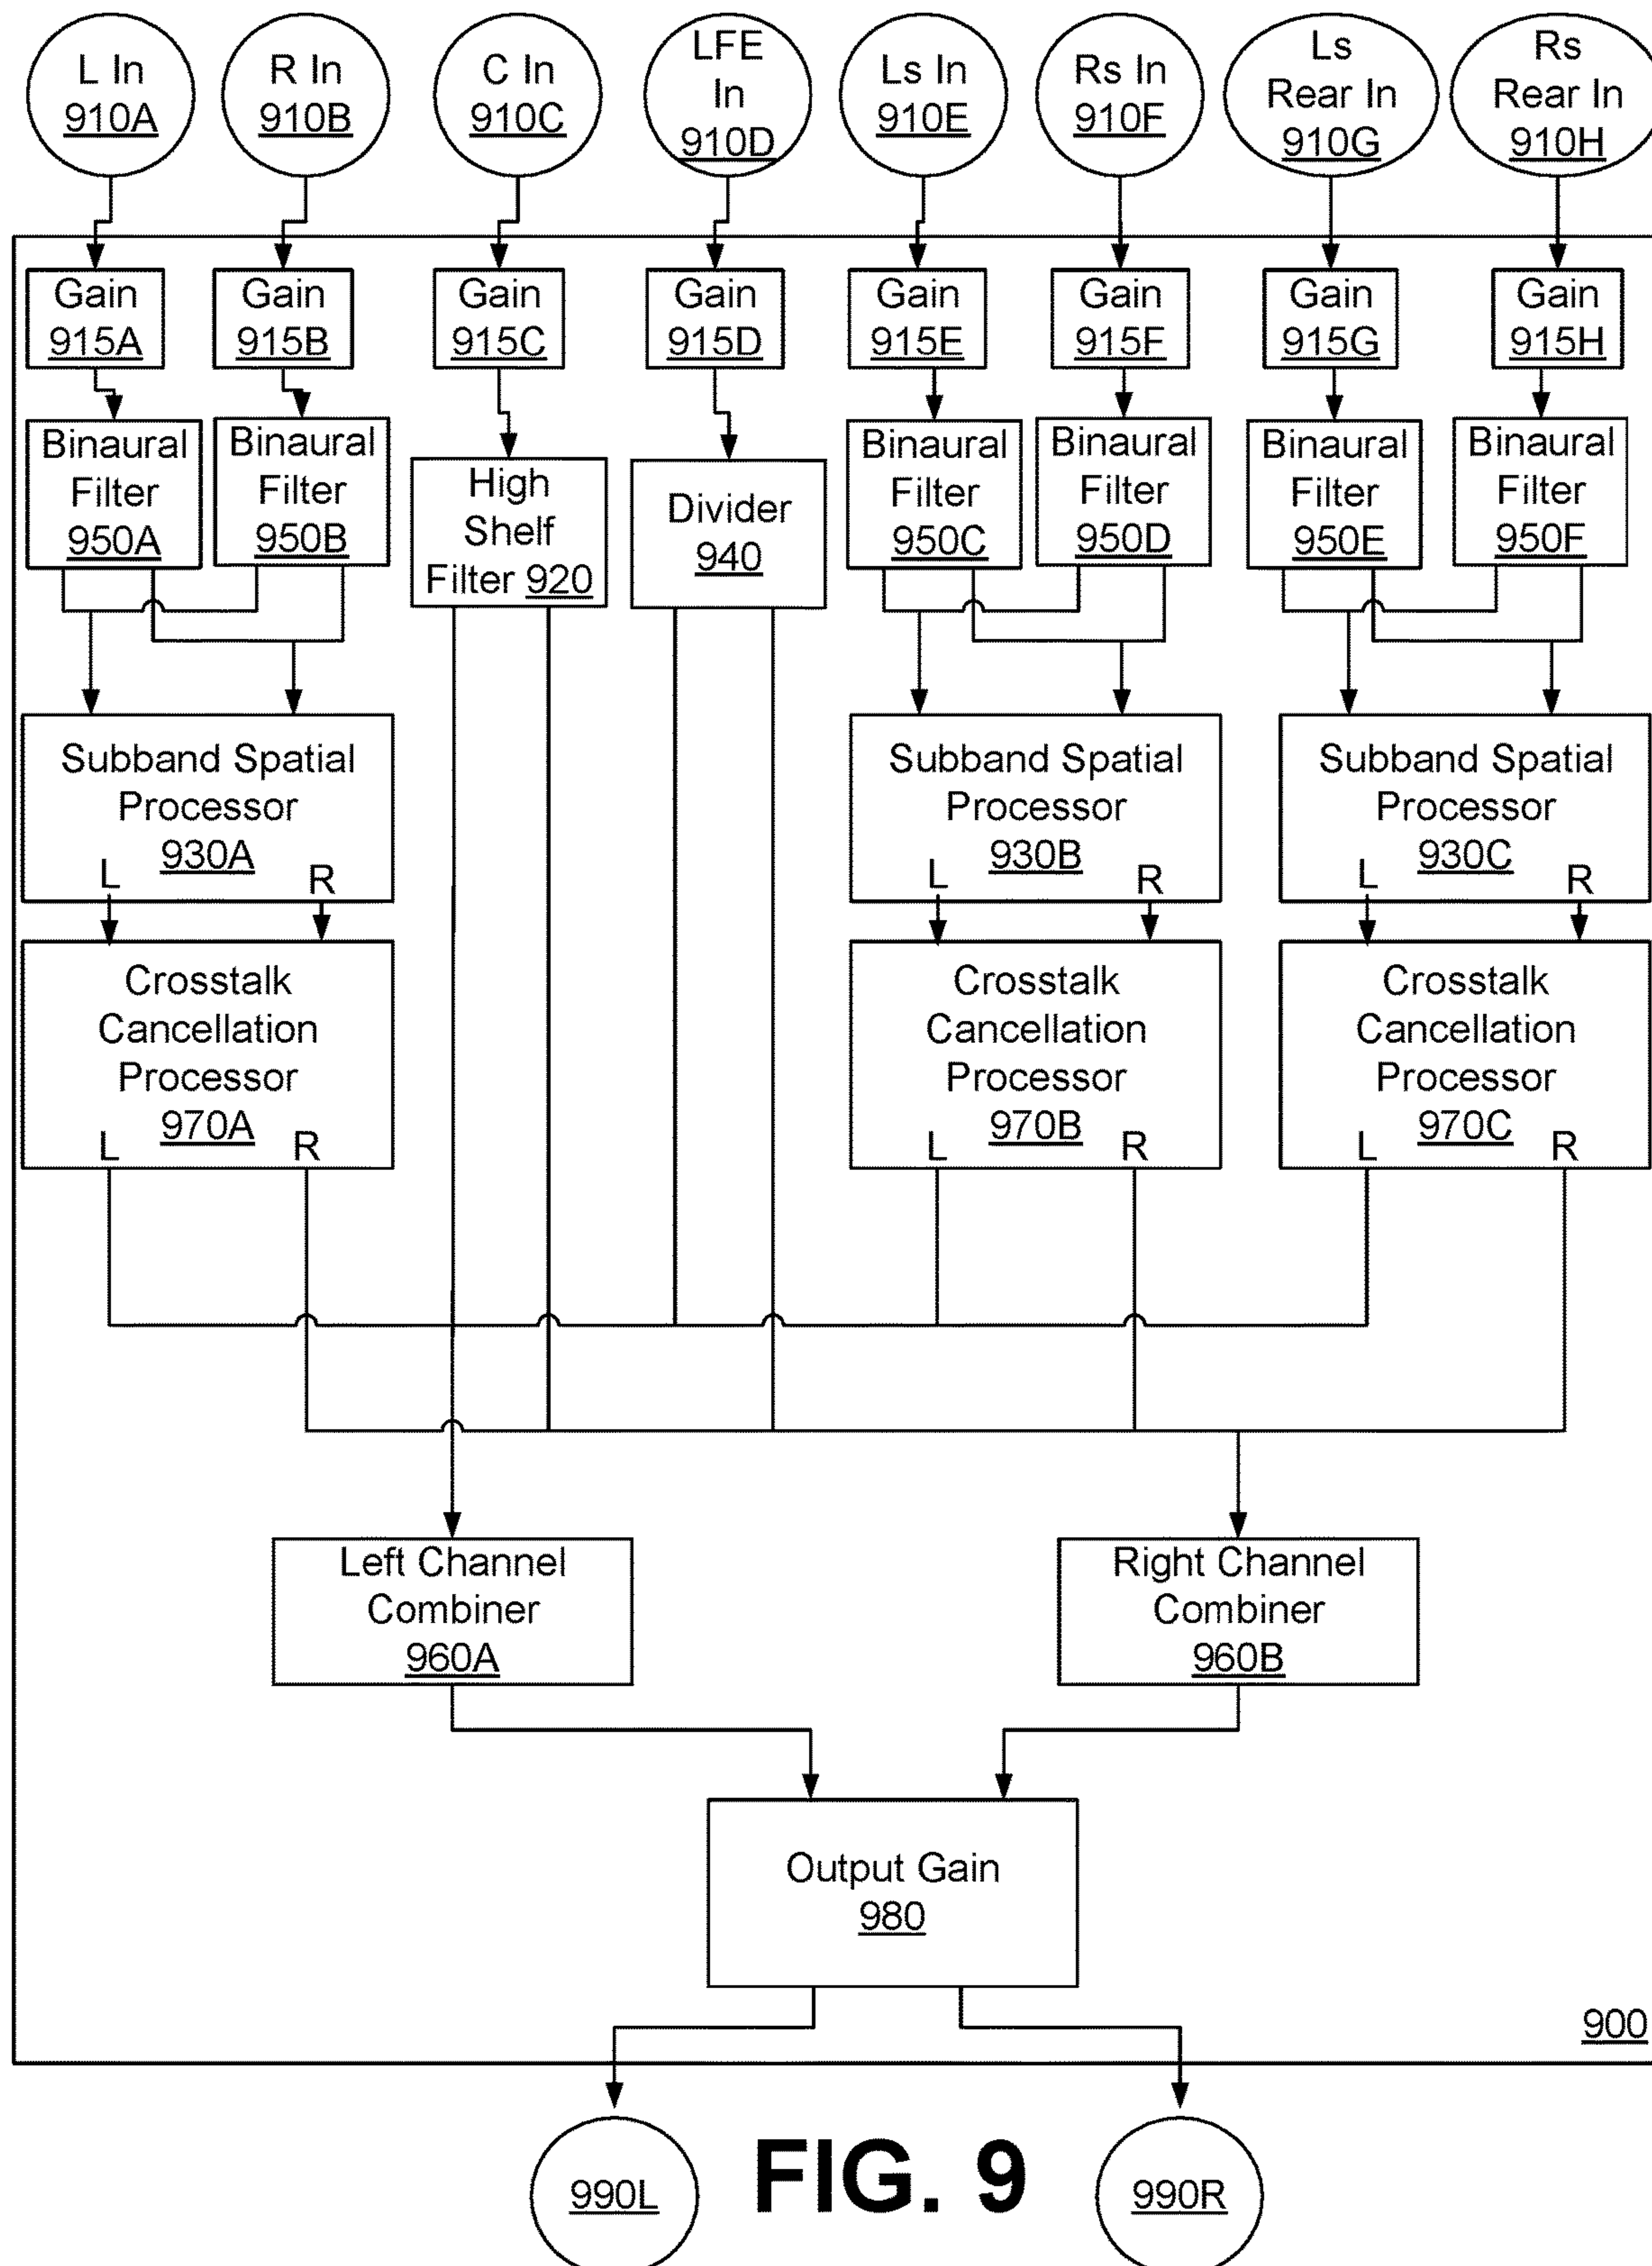 L In
910A
R In
910B
C In
910C
LFE
In
910D
Ls In
910E
Rs In
910F
Ls
Rear In
910G
Rs
Rear In
910H
Gain
915A
Gain
915B
Gain
915C
Gain
915D
Gain
915E
Gain
915F
Gain
915G
Gain
915H
Binaural
Filter
950A
Binaural
Filter
950B
High
Shelf
Filter 920
Divider
940
Binaural
Filter
950C
Binaural
Filter
950D
Binaural
Filter
950E
Binaural
Filter
950F
Subband Spatial
Processor
930A
L
R
Subband Spatial
Processor
930B
L
R
Subband Spatial
Processor
930C
L
R
Crosstalk
Cancellation
Processor
970A
L
R
Crosstalk
Cancellation
Processor
970B
L
R
Crosstalk
Cancellation
Processor
970C
L
R
Left Channel
Combiner
960A
Right Channel
Combiner
960B
Output Gain
980
900
990L
FIG. 9
990R